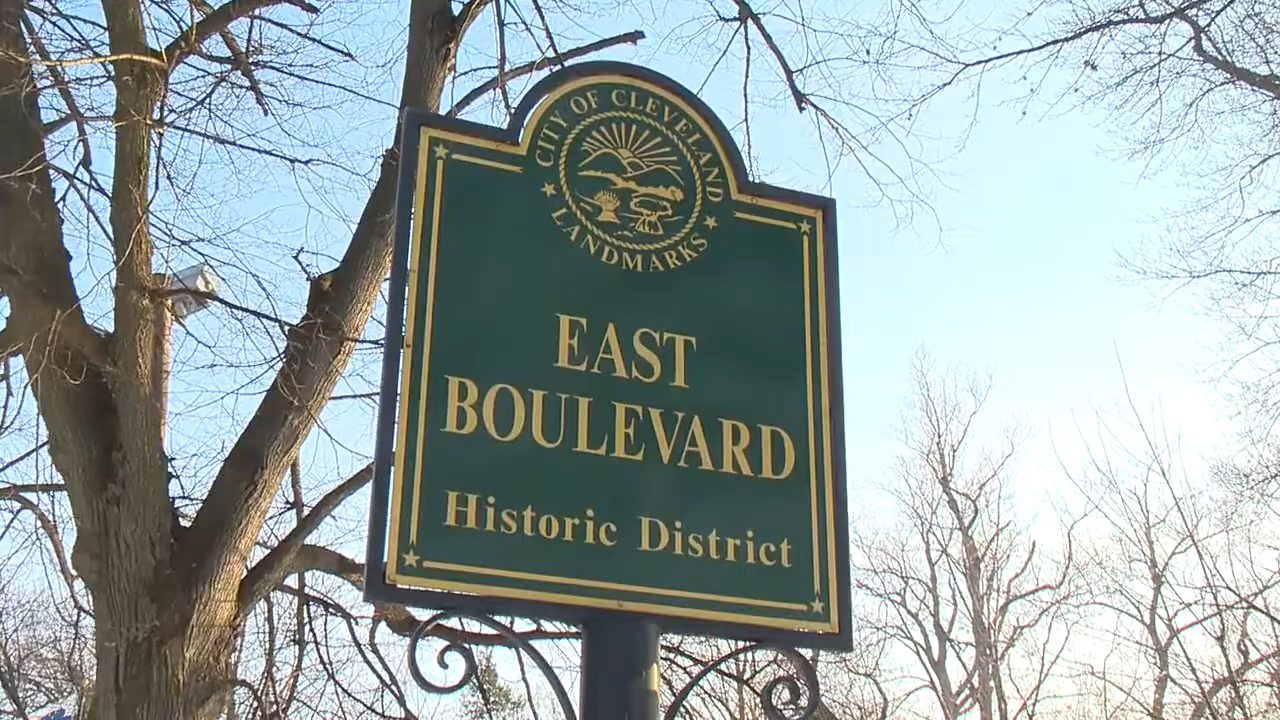 CITY OF CLEVELAND
LANDMARKS
EAST
BOULEVARD
Historic District